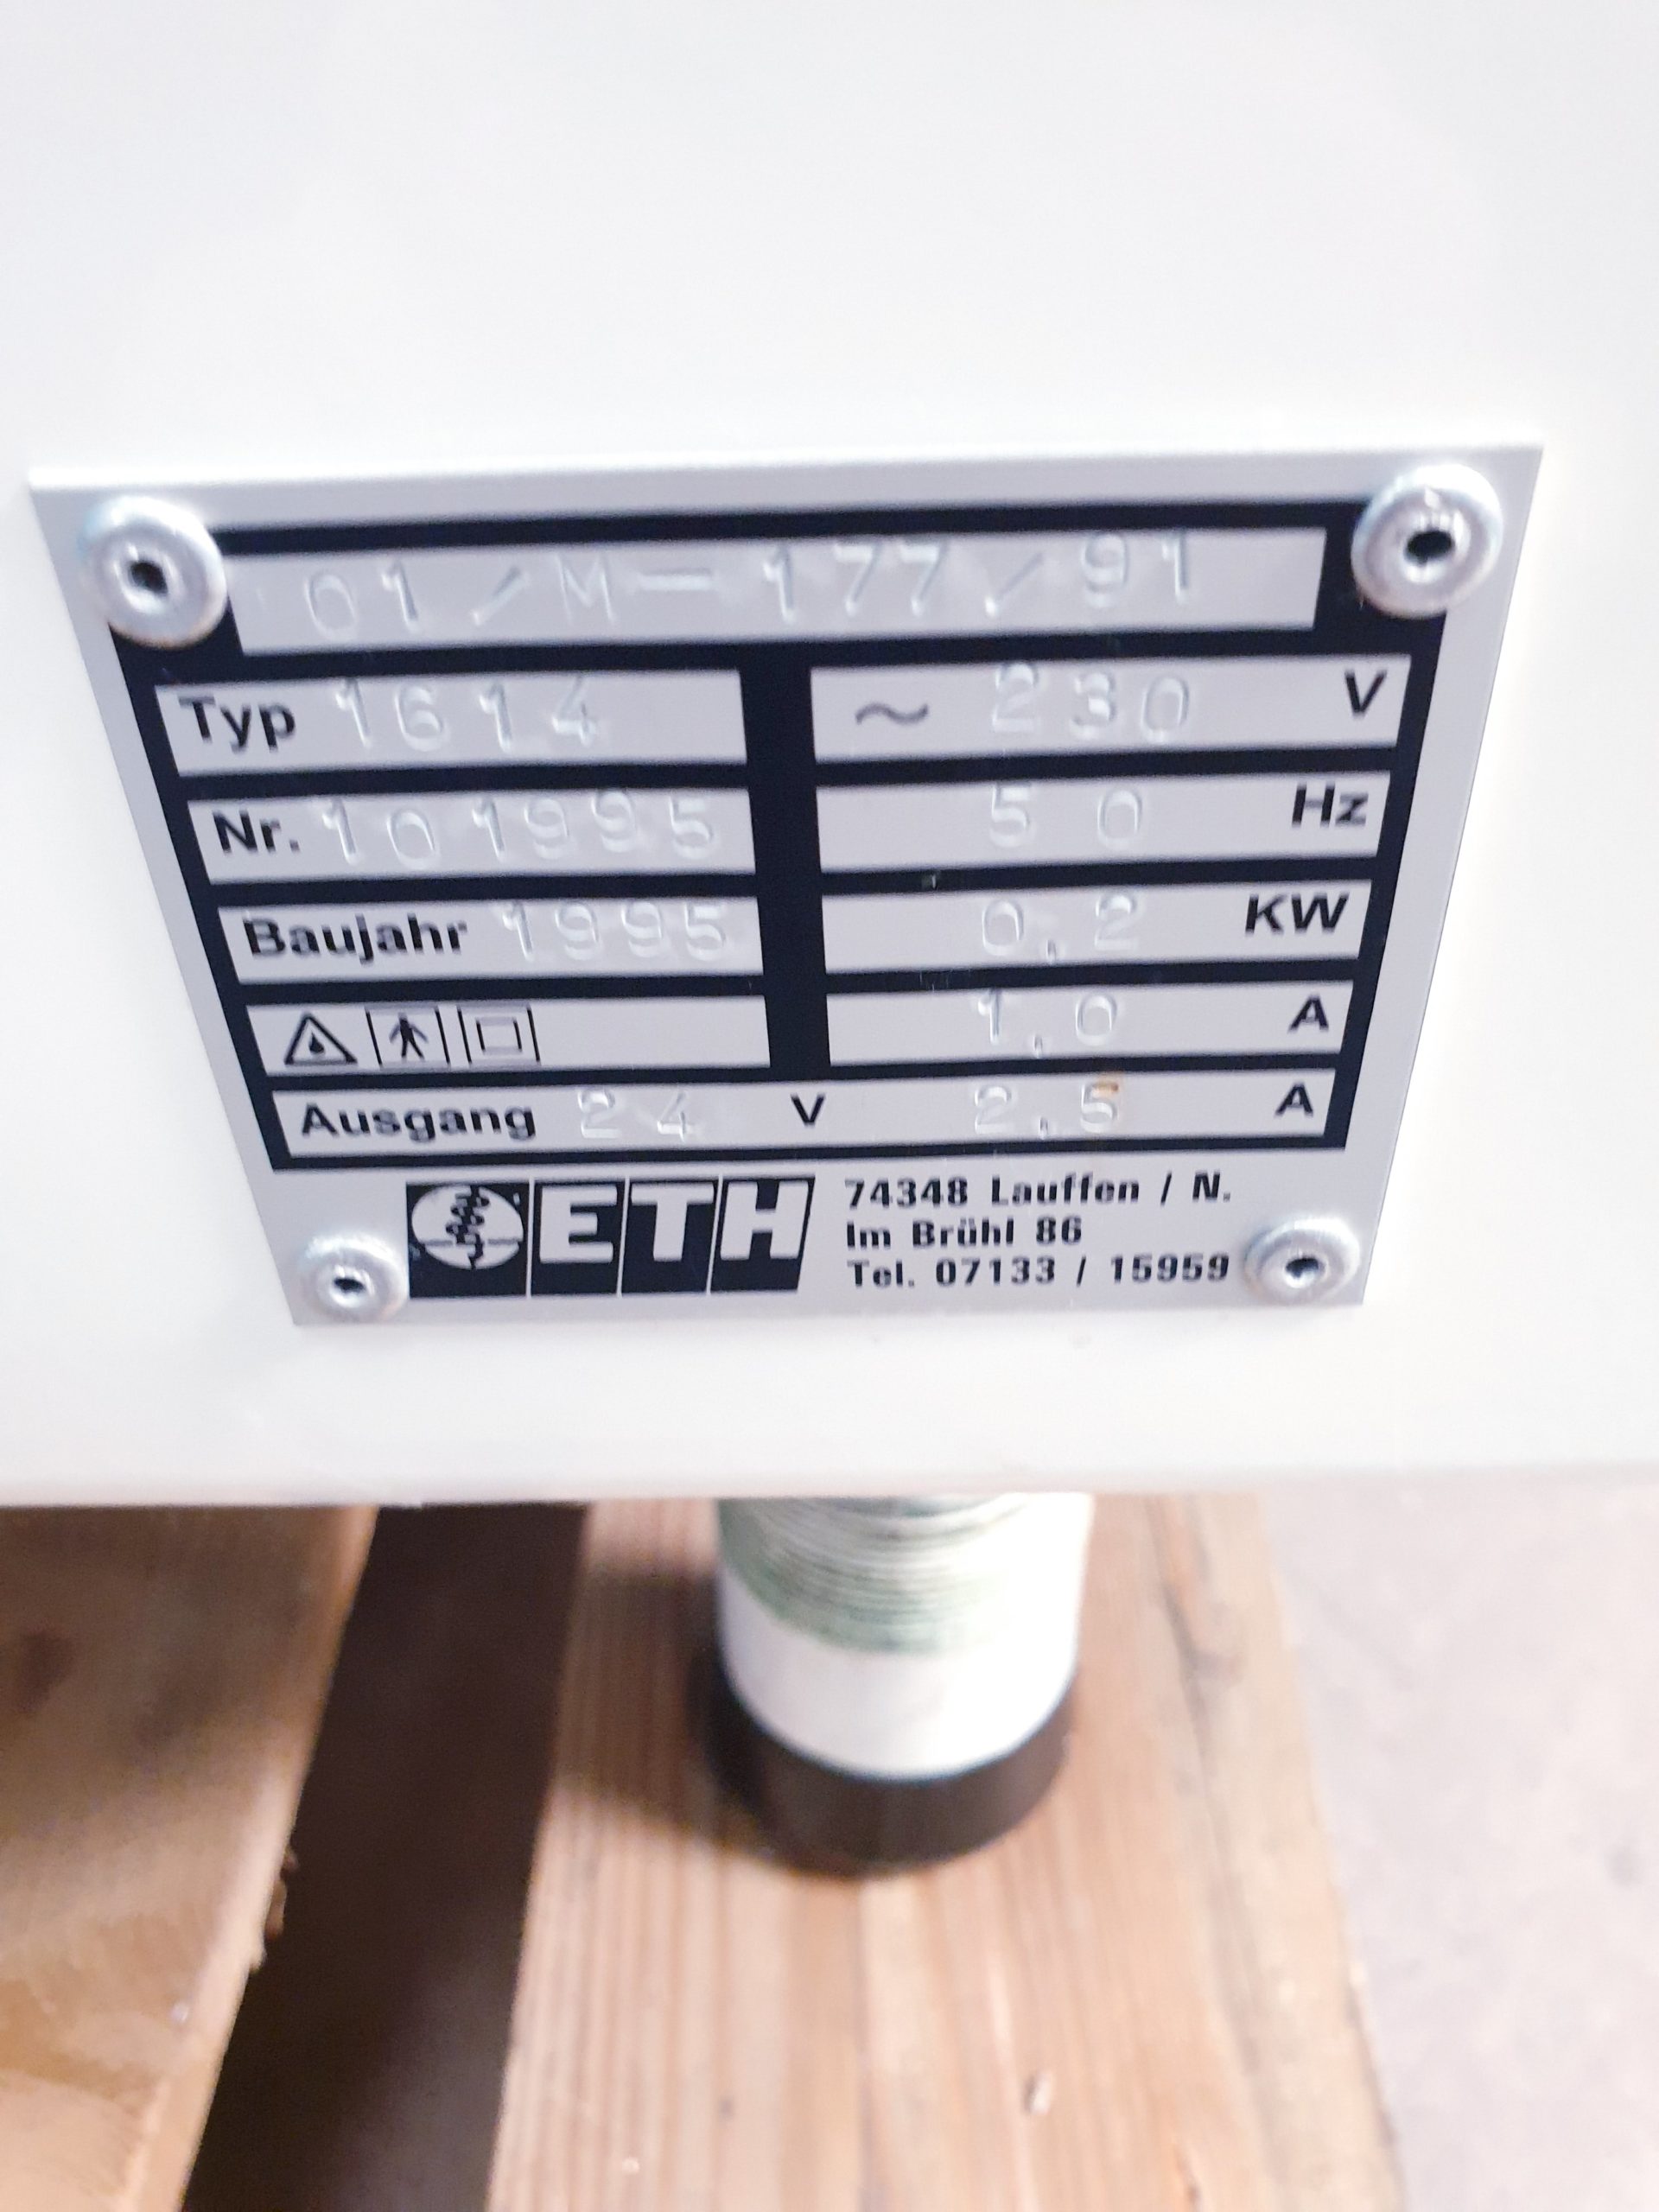 01/M-177/91
Typ 1614 ~ 230 V
Nr. 101995 50 Hz
Baujahr 1995 0,2 KW
1,0 A
Ausgang 24 V 2,5 A
ETH
74348 Lauffen / N.
Im Brühl 86
Tel. 07133 / 15959